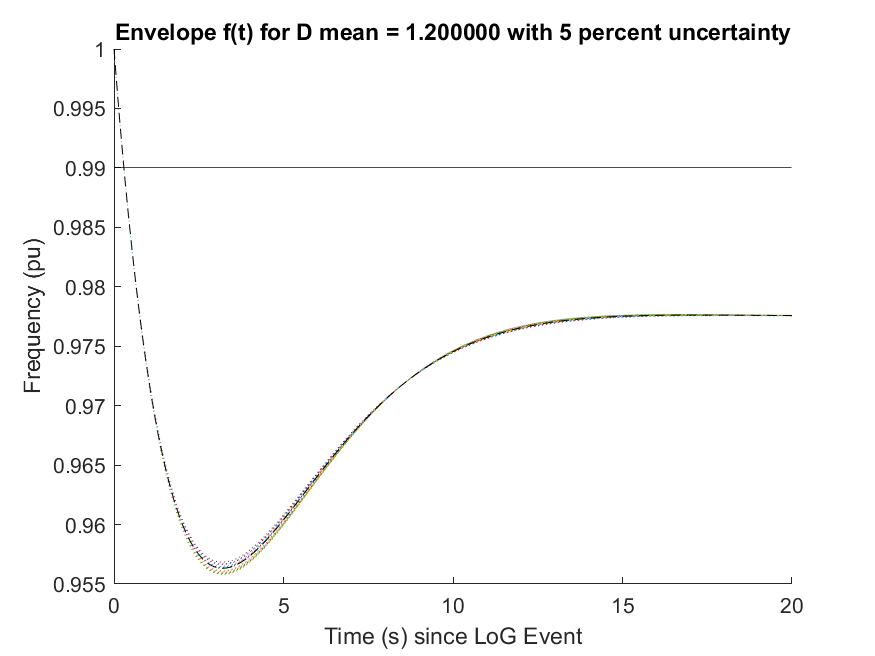 Envelope f(t) for D mean = 1.200000 with 5 percent uncertainty
1
0.995
0.99
0.985
0.98
0.975
0.97
0.965
0.96
0.955
Frequency (pu)
0 5 10 15 20
Time (s) since LoG Event